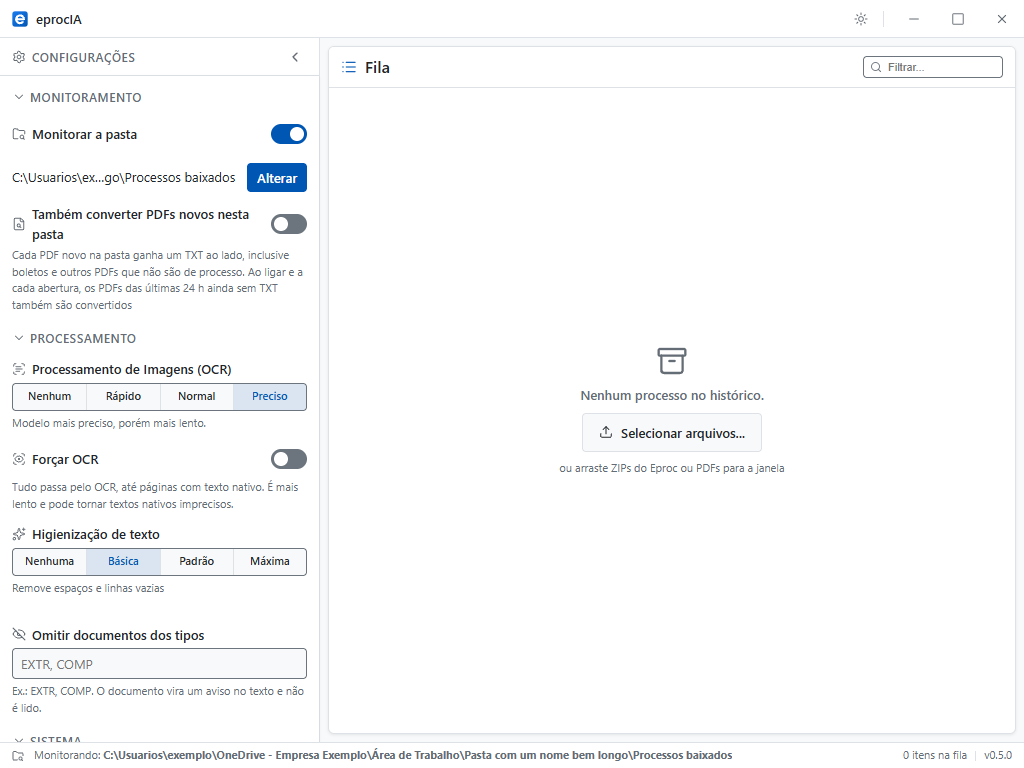 eprocIA
CONFIGURAÇÕES
MONITORAMENTO
Monitorar a pasta
C:\Usuarios\ex...go\Processos baixados
Alterar
Também converter PDFs novos nesta
pasta
Cada PDF novo na pasta ganha um TXT ao lado, inclusive
boletos e outros PDFs que não são de processo. Ao ligar e a
cada abertura, os PDFs das últimas 24 h ainda sem TXT
também são convertidos
PROCESSAMENTO
Processamento de Imagens (OCR)
Nenhum Rápido Normal Preciso
Modelo mais preciso, porém mais lento.
Forçar OCR
Tudo passa pelo OCR, até páginas com texto nativo. É mais
lento e pode tornar textos nativos imprecisos.
Higienização de texto
Nenhuma Básica Padrão Máxima
Remove espaços e linhas vazias
Omitir documentos dos tipos
EXTR, COMP
Ex.: EXTR, COMP. O documento vira um aviso no texto e não
é lido.
SISTEMA
Fila
Filtrar...
Nenhum processo no histórico.
Selecionar arquivos...
ou arraste ZIPs do Eproc ou PDFs para a janela
Monitorando: C:\Usuarios\exemplo\OneDrive - Empresa Exemplo\Área de Trabalho\Pasta com um nome bem longo\Processos baixados
0 itens na fila
v0.5.0